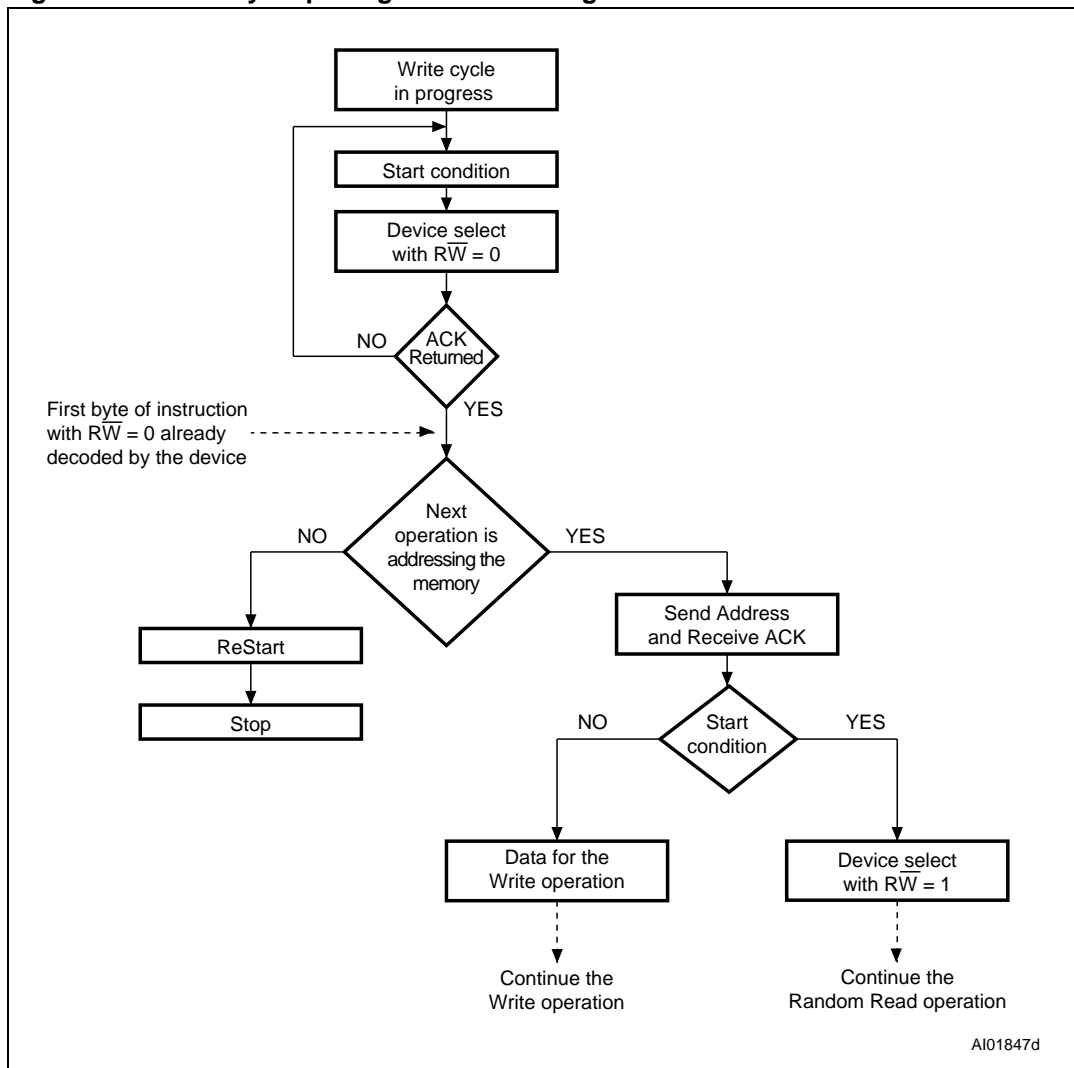 Write cycle
in progress
Start condition
Device select
with RW̅ = 0
NO
ACK
Returned
YES
First byte of instruction
with RW̅ = 0 already
decoded by the device
NO
Next
operation is
addressing the
memory
YES
Send Address
and Receive ACK
ReStart
Stop
NO
Start
condition
YES
Data for the
Write operation
Device select
with RW̅ = 1
Continue the
Write operation
Continue the
Random Read operation
AI01847d